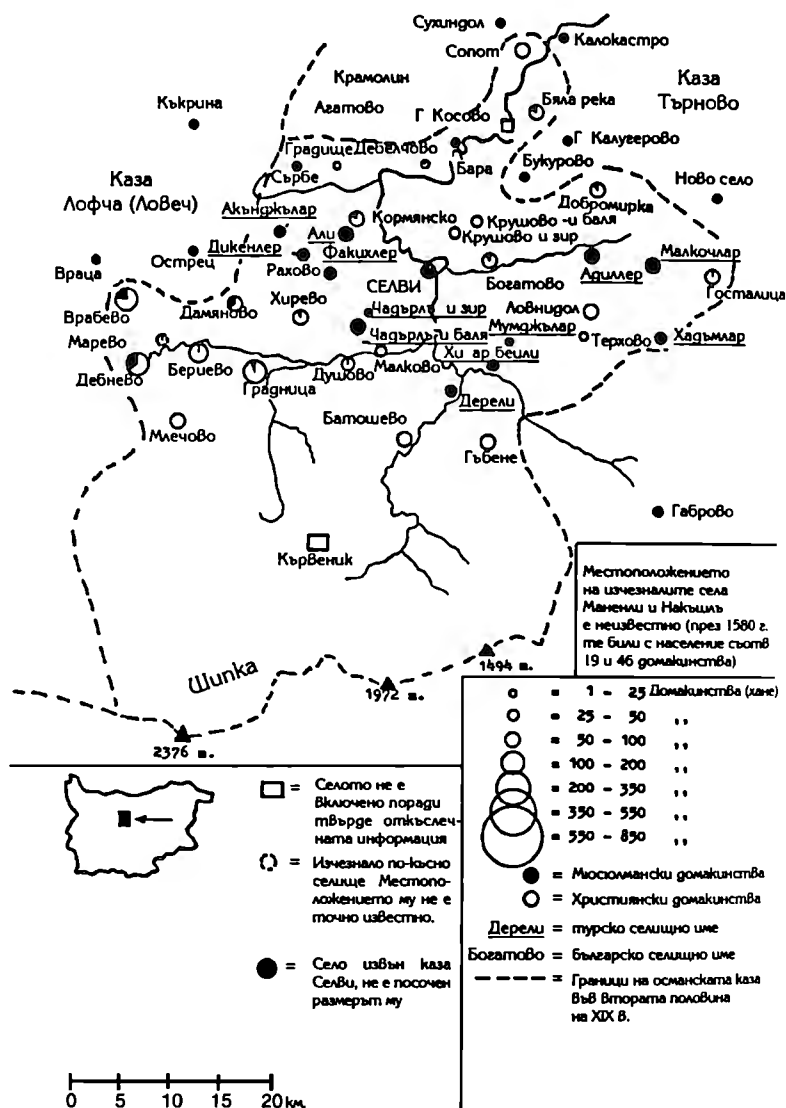 Сухиндол
Калокастро
Сопот
Крамолин
Каза
Търново
Къкрина
Агатово
Бяла река
Г Косово
Г Калугерово
Градище
Дебелчово
Бара
Букурово
Сърбе
Каза
Лофча (Ловеч)
Добромирка
Ново село
Акънджълар
Кормянско
Крушово -и баля
Крушово и зир
Али
Факихлер
Дикенлер
Малкочлар
Враца
Острец
Рахово
СЕЛВИ
Богатово
Адиллер
Госталица
Врабево
Дамяново
Хирево
Чадърлъ и зир
Ловнидол
Мумджълар
Марево
Чадърлъ-и баля
Терхово
Хадъмлар
Дебнево
Бериево
Градница
Душово
Малково
Хи ар беили
Дерели
Млечово
Батошево
Гъбене
Габрово
Кървеник
Местоположението
на изчезналите села
Маненли и Накъшлъ
е неизвестно (през 1580 г.
те били с население съотв
19 и 46 домакинства)
Шипка
1494 м.
1972 м.
2376 м.
= 1 - 25 Домакинства (хане)
= 25 - 50 ,,
= 50 - 100 ,,
= 100 - 200 ,,
= 200 - 350 ,,
= 350 - 550 ,,
= 550 - 850 ,,
= Мюсюлмански домакинства
= Християнски домакинства
Дерели = турско селищно име
Богатово = българско селищно име
= Граници на османската каза
във втората половина
на XIX в.
= Селото не е
включено поради
твърде откъслеч-
ната информация
= Изчезнало по-късно
селище Местопо-
ложението му не е
точно известно.
= Село извън каза
Селви, не е посочен
размерът му
0 5 10 15 20 км.